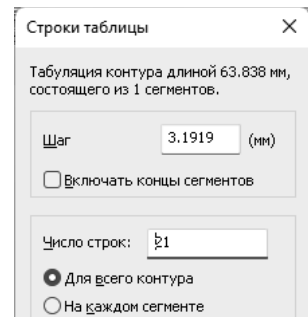 Строки таблицы
Табуляция контура длиной 63.838 мм,
состоящего из 1 сегментов.
Шаг 3.1919 (мм)
Включать концы сегментов
Число строк: 21
Для всего контура
На каждом сегменте